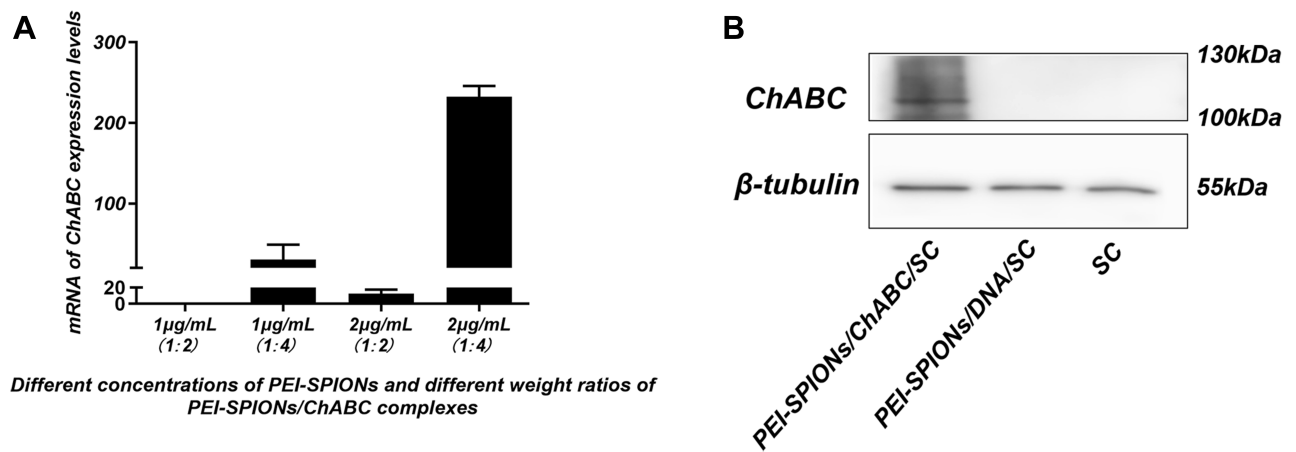 A
mRNA of ChABC expression levels
300
200
100
20
0
1μg/mL
(1:2)
1μg/mL
(1:4)
2μg/mL
(1:2)
2μg/mL
(1:4)
Different concentrations of PEI-SPIONs and different weight ratios of
PEI-SPIONs/ChABC complexes
B
ChABC
130kDa
100kDa
β-tubulin
55kDa
PEI-SPIONs/ChABC/SC
PEI-SPIONs/DNA/SC
SC